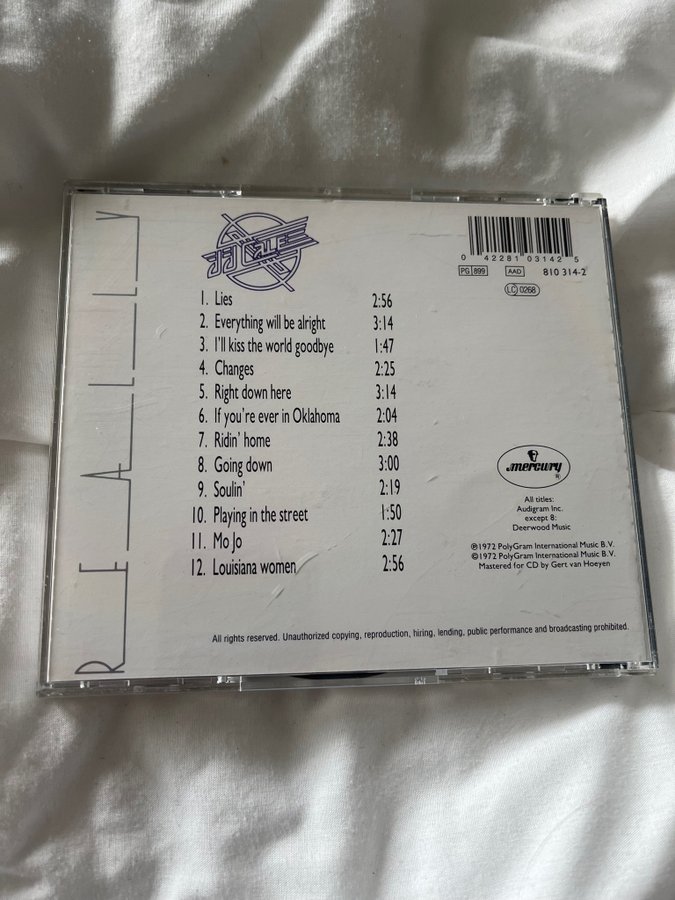 REALLY
JJ CALE
0 42281 03142 5
PG 899 AAD 810 314-2
LC 0268
1. Lies 2:56
2. Everything will be alright 3:14
3. I'll kiss the world goodbye 1:47
4. Changes 2:25
5. Right down here 3:14
6. If you're ever in Oklahoma 2:04
7. Ridin' home 2:38
8. Going down 3:00
9. Soulin' 2:19
10. Playing in the street 1:50
11. Mo Jo 2:27
12. Louisiana women 2:56
mercury
All titles:
Audigram Inc.
except 8:
Deerwood Music
℗1972 PolyGram International Music B.V.
©1972 PolyGram International Music B.V.
Mastered for CD by Gert van Hoeyen
All rights reserved. Unauthorized copying, reproduction, hiring, lending, public performance and broadcasting prohibited.